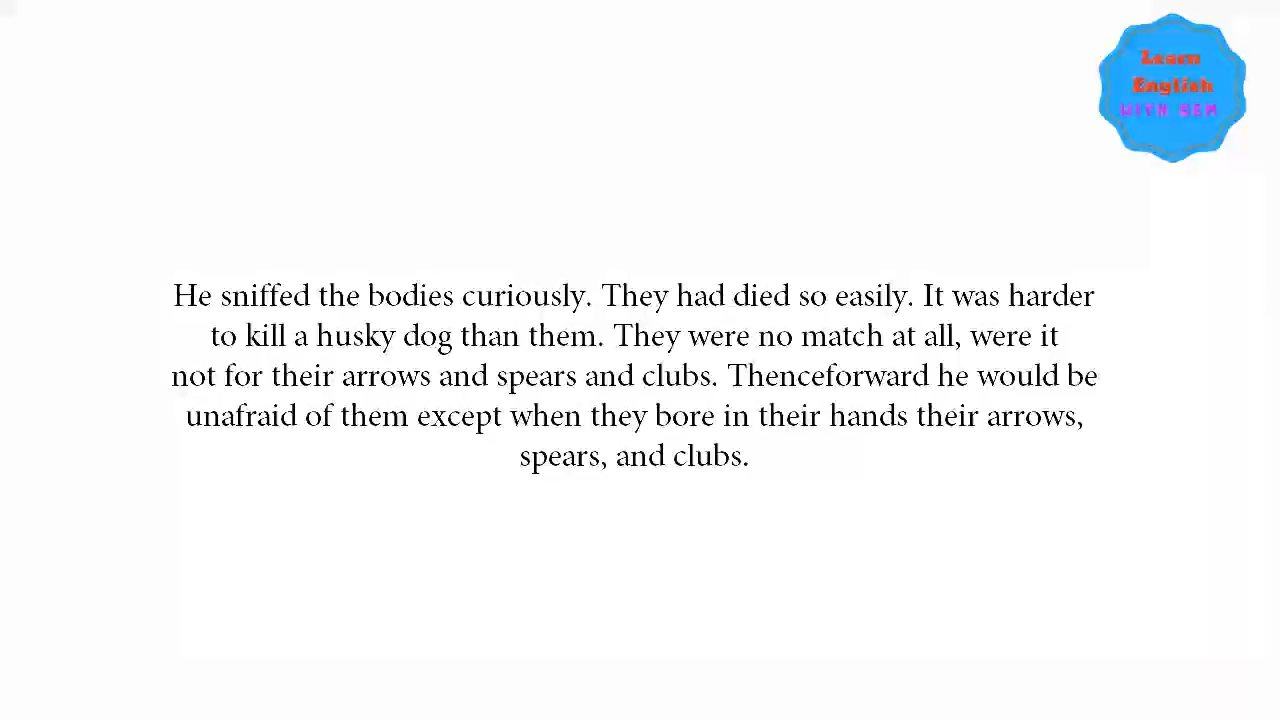 Learn
English
WITH BEM
He sniffed the bodies curiously. They had died so easily. It was harder
to kill a husky dog than them. They were no match at all, were it
not for their arrows and spears and clubs. Thenceforward he would be
unafraid of them except when they bore in their hands their arrows,
spears, and clubs.